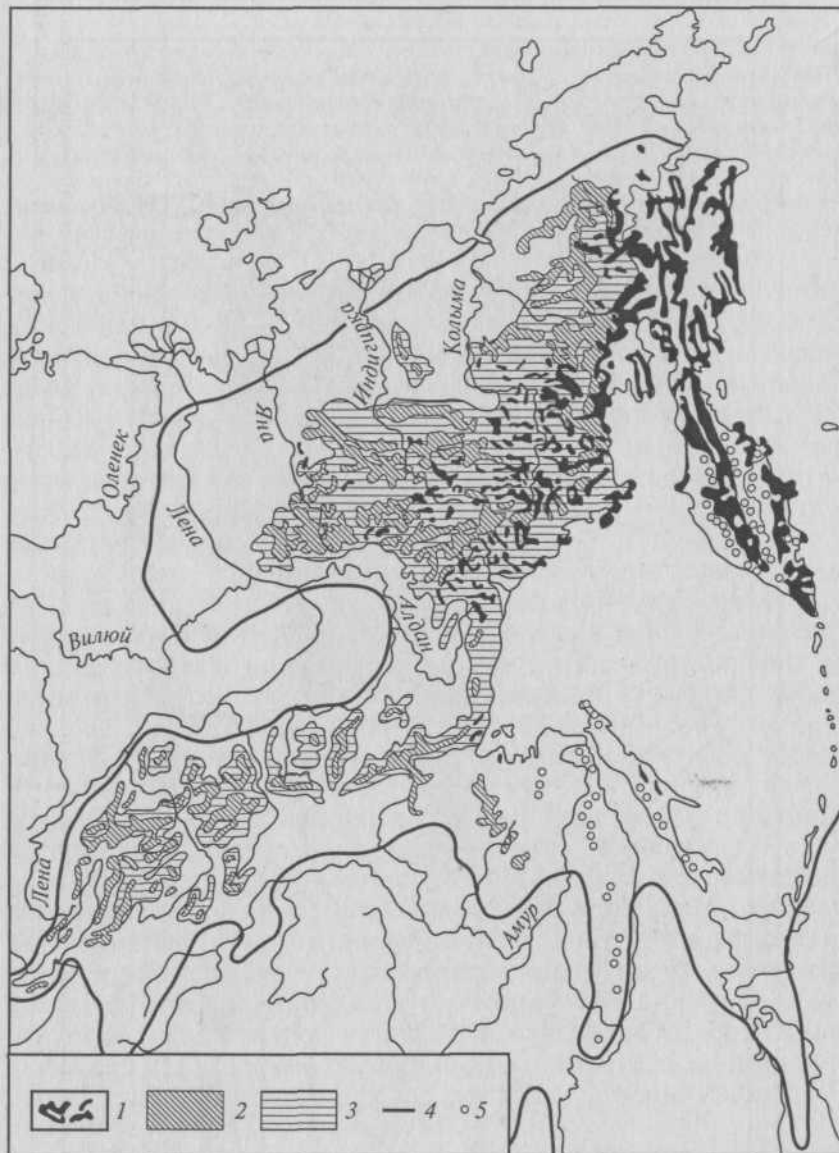 Колыма
Индигирка
Яна
Оленек
Лена
Алдан
Вилюй
Лена
Амур
1 2 3 4 5